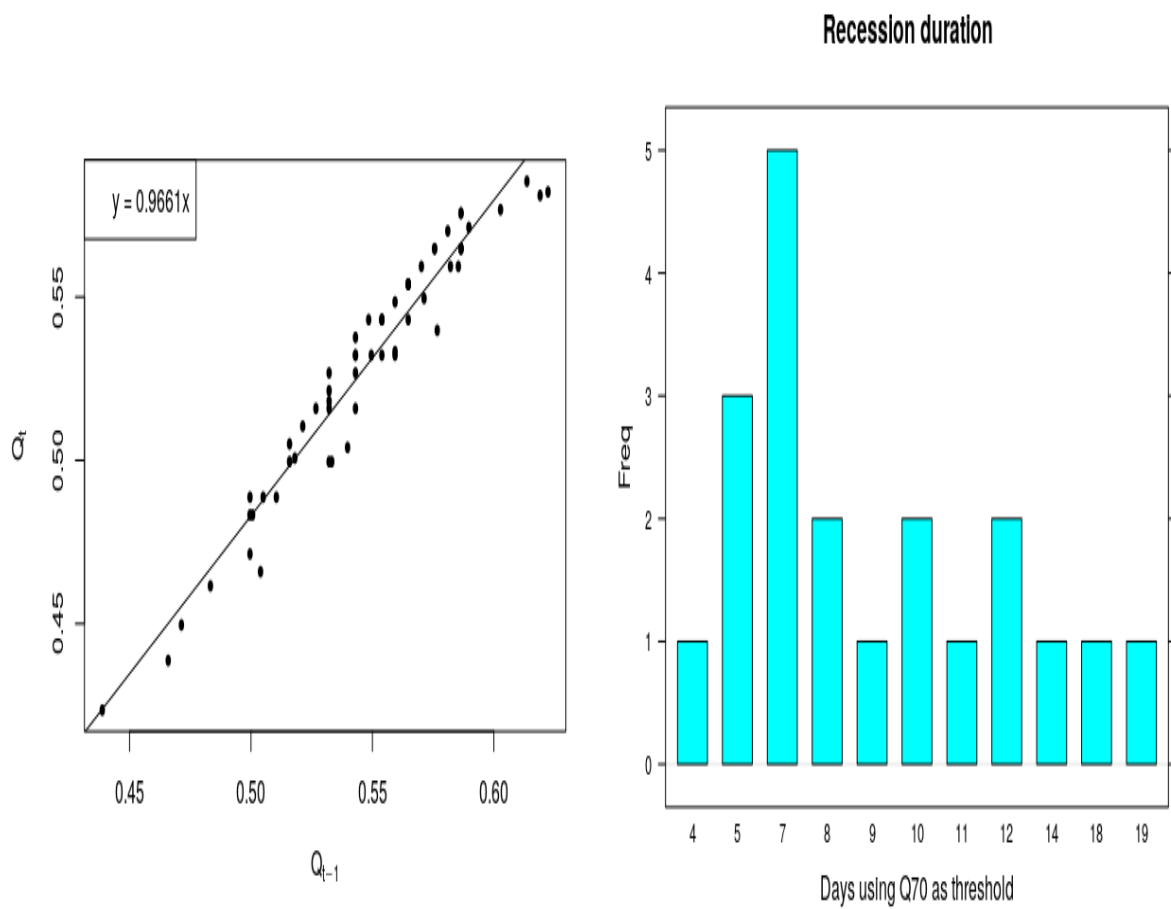 y = 0.9661x
0.55
0.50
0.45
Qt
0.45 0.50 0.55 0.60
Qt−1
Recession duration
5
4
3
2
1
0
Freq
4 5 7 8 9 10 11 12 14 18 19
Days using Q70 as threshold